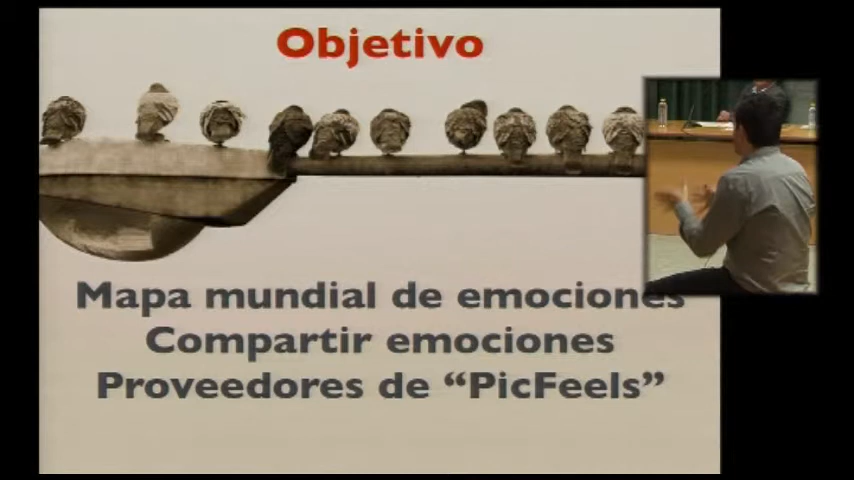 Objetivo
Mapa mundial de emociones
Compartir emociones
Proveedores de “PicFeels”